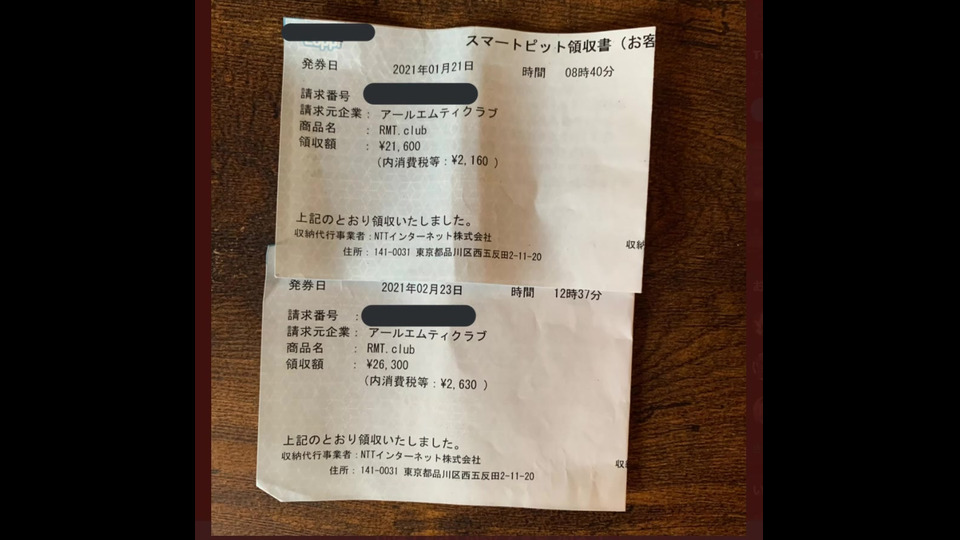 スマートピット領収書（お客
発券日 2021年01月21日 時間 08時40分
請求番号
請求元企業： アールエムティクラブ
商品名 ： RMT.club
領収額 ： ¥21,600
（内消費税等：¥2,160 ）
上記のとおり領収いたしました。
収納代行事業者：NTTインターネット株式会社
収納
住所： 141-0031 東京都品川区西五反田2-11-20
発券日 2021年02月23日 時間 12時37分
請求番号 ：
請求元企業： アールエムティクラブ
商品名 ： RMT.club
領収額 ： ¥26,300
（内消費税等：¥2,630 ）
上記のとおり領収いたしました。
収納代行事業者：NTTインターネット株式会社
収
住所： 141-0031 東京都品川区西五反田2-11-20